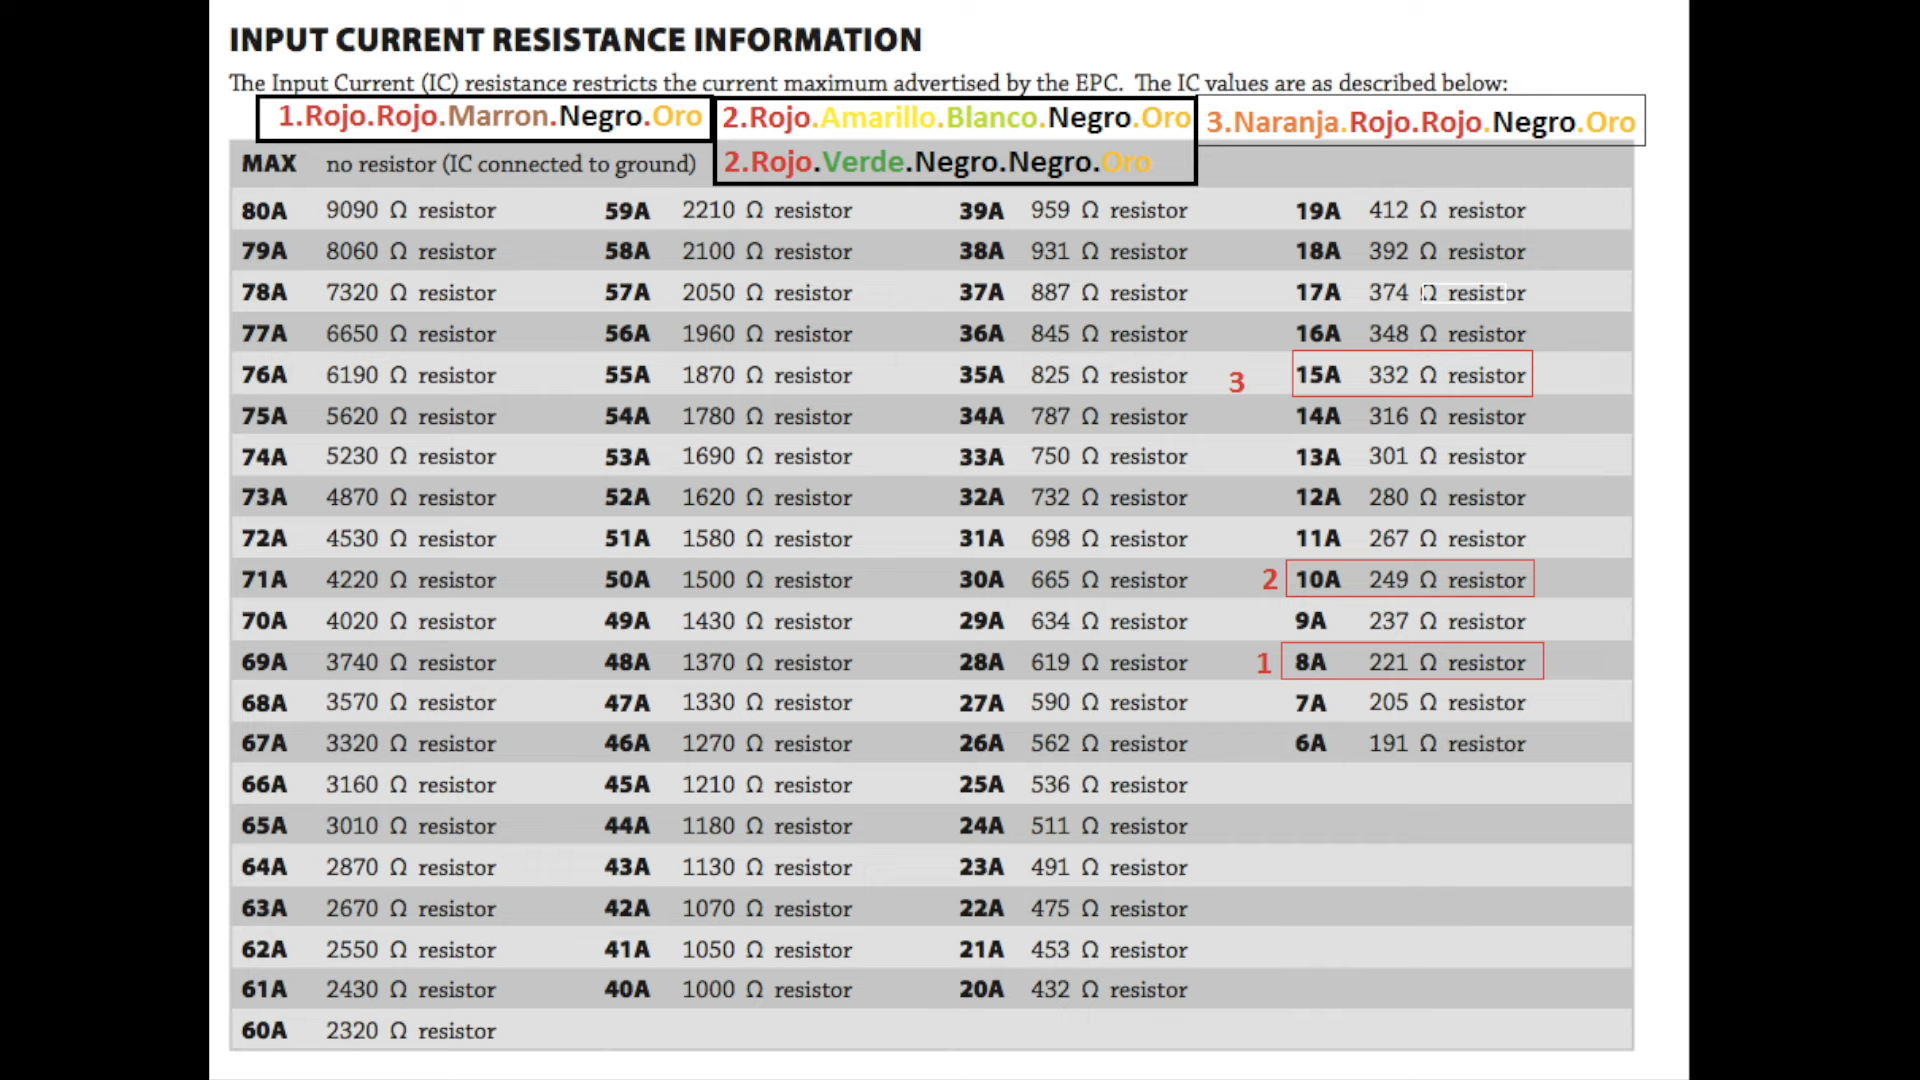 INPUT CURRENT RESISTANCE INFORMATION
The Input Current (IC) resistance restricts the current maximum advertised by the EPC. The IC values are as described below:
1.Rojo.Rojo.Marron.Negro.Oro 2.Rojo.Amarillo.Blanco.Negro.Oro 3.Naranja.Rojo.Rojo.Negro.Oro
MAX no resistor (IC connected to ground) 2.Rojo.Verde.Negro.Negro.Oro
80A 9090 Ω resistor 59A 2210 Ω resistor 39A 959 Ω resistor 19A 412 Ω resistor
79A 8060 Ω resistor 58A 2100 Ω resistor 38A 931 Ω resistor 18A 392 Ω resistor
78A 7320 Ω resistor 57A 2050 Ω resistor 37A 887 Ω resistor 17A 374 Ω resistor
77A 6650 Ω resistor 56A 1960 Ω resistor 36A 845 Ω resistor 16A 348 Ω resistor
76A 6190 Ω resistor 55A 1870 Ω resistor 35A 825 Ω resistor 3 15A 332 Ω resistor
75A 5620 Ω resistor 54A 1780 Ω resistor 34A 787 Ω resistor 14A 316 Ω resistor
74A 5230 Ω resistor 53A 1690 Ω resistor 33A 750 Ω resistor 13A 301 Ω resistor
73A 4870 Ω resistor 52A 1620 Ω resistor 32A 732 Ω resistor 12A 280 Ω resistor
72A 4530 Ω resistor 51A 1580 Ω resistor 31A 698 Ω resistor 11A 267 Ω resistor
71A 4220 Ω resistor 50A 1500 Ω resistor 30A 665 Ω resistor 2 10A 249 Ω resistor
70A 4020 Ω resistor 49A 1430 Ω resistor 29A 634 Ω resistor 9A 237 Ω resistor
69A 3740 Ω resistor 48A 1370 Ω resistor 28A 619 Ω resistor 1 8A 221 Ω resistor
68A 3570 Ω resistor 47A 1330 Ω resistor 27A 590 Ω resistor 7A 205 Ω resistor
67A 3320 Ω resistor 46A 1270 Ω resistor 26A 562 Ω resistor 6A 191 Ω resistor
66A 3160 Ω resistor 45A 1210 Ω resistor 25A 536 Ω resistor
65A 3010 Ω resistor 44A 1180 Ω resistor 24A 511 Ω resistor
64A 2870 Ω resistor 43A 1130 Ω resistor 23A 491 Ω resistor
63A 2670 Ω resistor 42A 1070 Ω resistor 22A 475 Ω resistor
62A 2550 Ω resistor 41A 1050 Ω resistor 21A 453 Ω resistor
61A 2430 Ω resistor 40A 1000 Ω resistor 20A 432 Ω resistor
60A 2320 Ω resistor